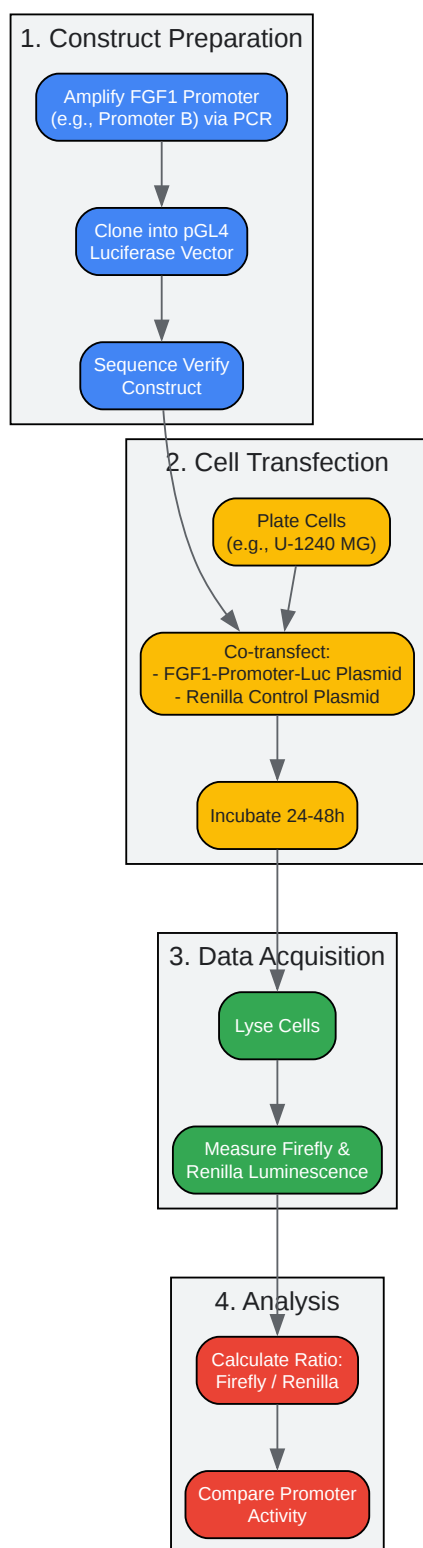 1. Construct Preparation
Amplify FGF1 Promoter
(e.g., Promoter B) via PCR
Clone into pGL4
Luciferase Vector
Sequence Verify
Construct
2. Cell Transfection
Plate Cells
(e.g., U-1240 MG)
Co-transfect:
- FGF1-Promoter-Luc Plasmid
- Renilla Control Plasmid
Incubate 24-48h
3. Data Acquisition
Lyse Cells
Measure Firefly &
Renilla Luminescence
4. Analysis
Calculate Ratio:
Firefly / Renilla
Compare Promoter
Activity